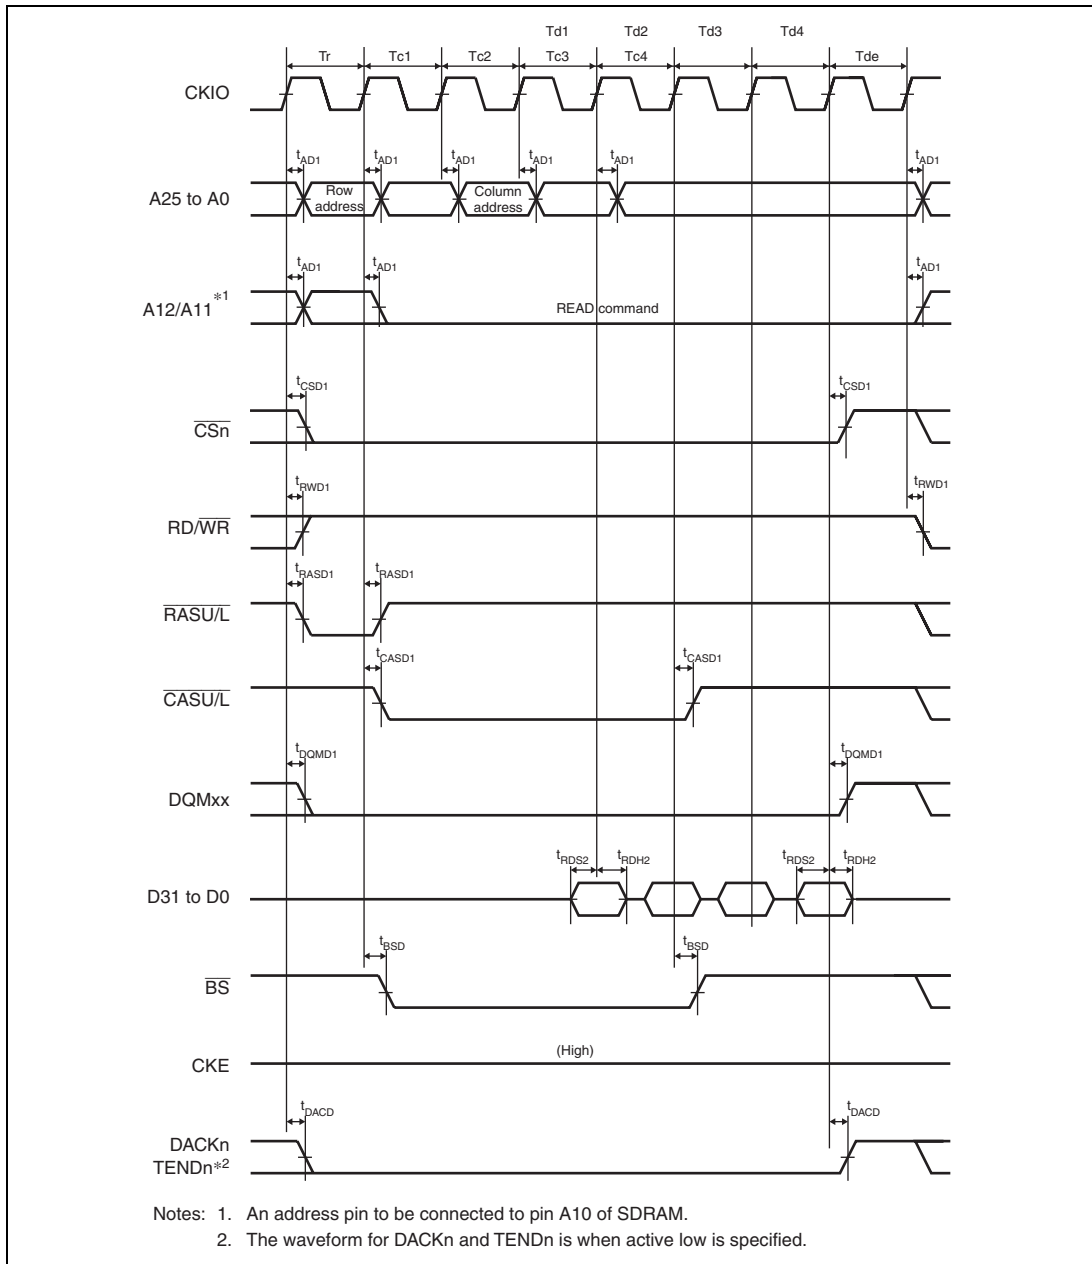 Td1 Td2 Td3 Td4
Tr Tc1 Tc2 Tc3 Tc4 Tde
CKIO
tAD1 tAD1 tAD1 tAD1 tAD1 tAD1
A25 to A0
Row address
Column address
tAD1 tAD1 tAD1
A12/A11*1
READ command
tCSD1 tCSD1
CSn
tRWD1 tRWD1
RD/WR
tRASD1 tRASD1
RASU/L
tCASD1 tCASD1
CASU/L
tDQMD1 tDQMD1
DQMxx
tRDS2 tRDH2 tRDS2 tRDH2
D31 to D0
tBSD tBSD
BS
(High)
CKE
tDACD tDACD
DACKn
TENDn*2
Notes: 1. An address pin to be connected to pin A10 of SDRAM.
2. The waveform for DACKn and TENDn is when active low is specified.